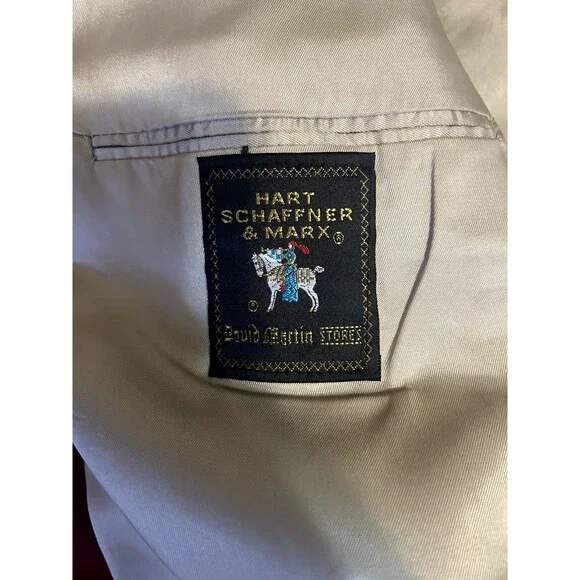 HART
SCHAFFNER
& MARX®
®
David Martin STORES